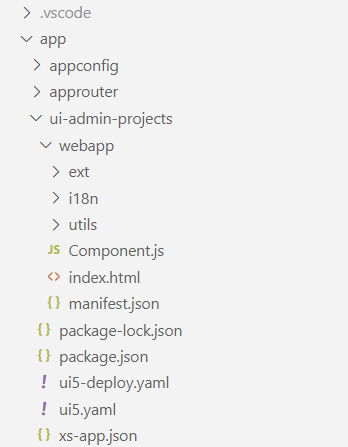 .vscode
app
appconfig
approuter
ui-admin-projects
webapp
ext
i18n
utils
JS Component.js
<> index.html
{} manifest.json
{} package-lock.json
{} package.json
! ui5-deploy.yaml
! ui5.yaml
{} xs-app.json